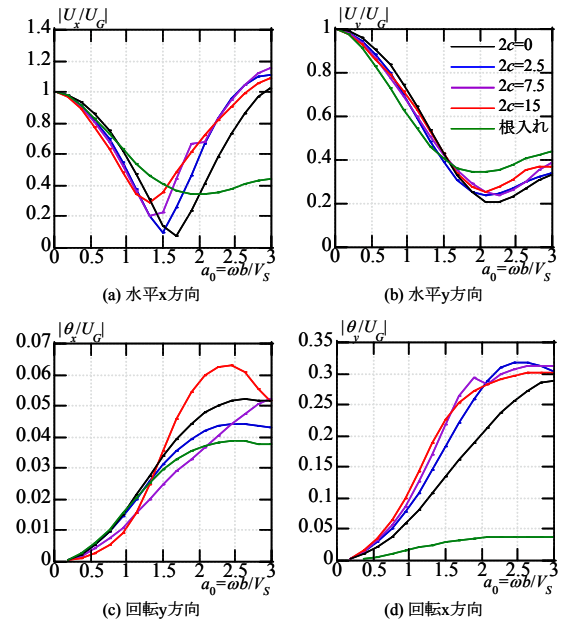 |U_x/U_G|
1.4
1.2
1
0.8
0.6
0.4
0.2
0
0 0.5 1 1.5 2 2.5 3
a_0=ωb/V_S
(a) 水平x方向
|U_y/U_G|
1
0.8
0.6
0.4
0.2
0
2c=0
2c=2.5
2c=7.5
2c=15
根入れ
0 0.5 1 1.5 2 2.5 3
a_0=ωb/V_S
(b) 水平y方向
|θ_x/U_G|
0.07
0.06
0.05
0.04
0.03
0.02
0.01
0
0 0.5 1 1.5 2 2.5 3
a_0=ωb/V_S
(c) 回転y方向
|θ_y/U_G|
0.35
0.3
0.25
0.2
0.15
0.1
0.05
0
0 0.5 1 1.5 2 2.5 3
a_0=ωb/V_S
(d) 回転x方向